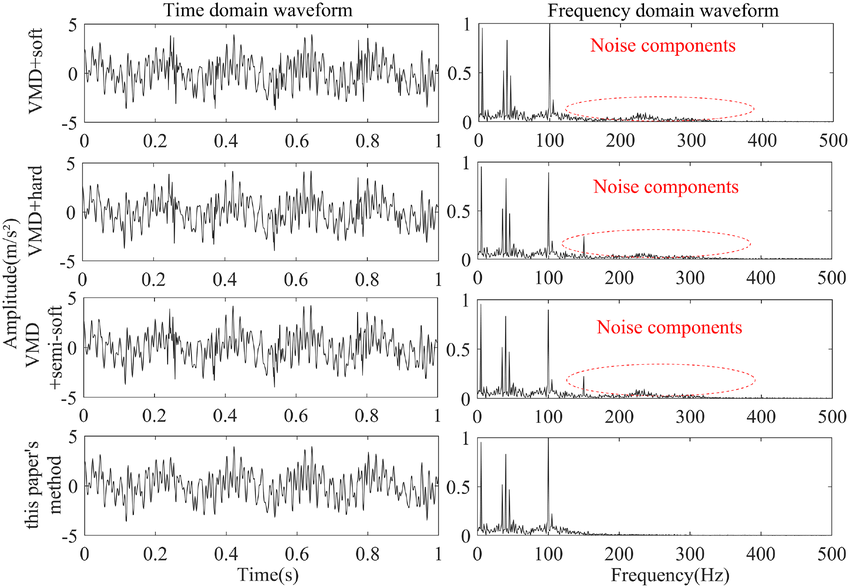 Time domain waveform
Frequency domain waveform
Amplitude(m/s²)
VMD+soft
5
0
-5
0 0.2 0.4 0.6 0.8 1
1
0.5
0
Noise components
0 100 200 300 400 500
VMD+hard
5
0
-5
0 0.2 0.4 0.6 0.8 1
1
0.5
0
Noise components
0 100 200 300 400 500
VMD
+semi-soft
5
0
-5
0 0.2 0.4 0.6 0.8 1
1
0.5
0
Noise components
0 100 200 300 400 500
this paper's
method
5
0
-5
0 0.2 0.4 0.6 0.8 1
1
0.5
0
0 100 200 300 400 500
Time(s)
Frequency(Hz)